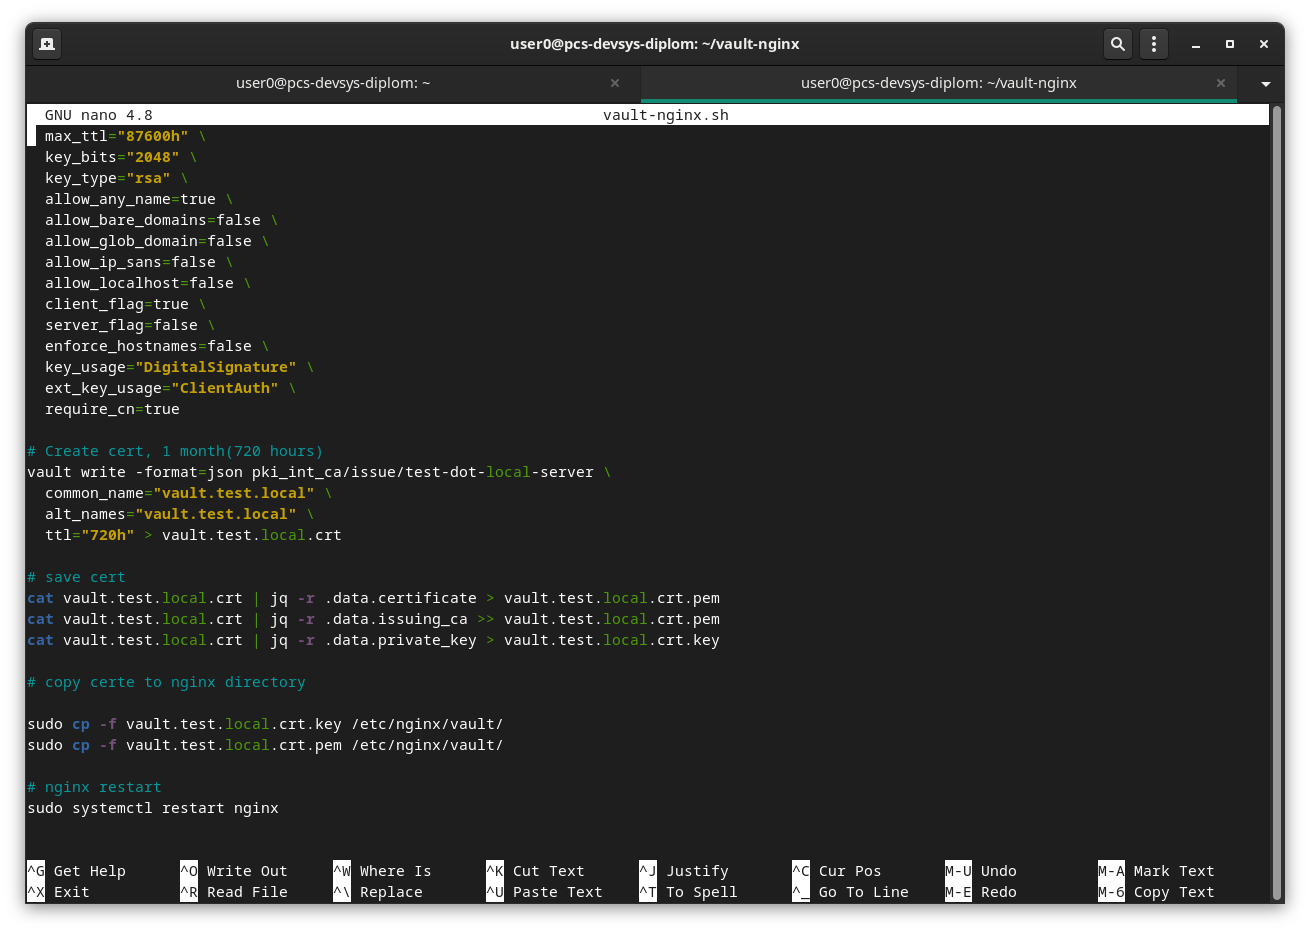 user0@pcs-devsys-diplom: ~/vault-nginx
user0@pcs-devsys-diplom: ~ user0@pcs-devsys-diplom: ~/vault-nginx
GNU nano 4.8 vault-nginx.sh
max_ttl="87600h" \
key_bits="2048" \
key_type="rsa" \
allow_any_name=true \
allow_bare_domains=false \
allow_glob_domain=false \
allow_ip_sans=false \
allow_localhost=false \
client_flag=true \
server_flag=false \
enforce_hostnames=false \
key_usage="DigitalSignature" \
ext_key_usage="ClientAuth" \
require_cn=true
# Create cert, 1 month(720 hours)
vault write -format=json pki_int_ca/issue/test-dot-local-server \
common_name="vault.test.local" \
alt_names="vault.test.local" \
ttl="720h" > vault.test.local.crt
# save cert
cat vault.test.local.crt | jq -r .data.certificate > vault.test.local.crt.pem
cat vault.test.local.crt | jq -r .data.issuing_ca >> vault.test.local.crt.pem
cat vault.test.local.crt | jq -r .data.private_key > vault.test.local.crt.key
# copy certe to nginx directory
sudo cp -f vault.test.local.crt.key /etc/nginx/vault/
sudo cp -f vault.test.local.crt.pem /etc/nginx/vault/
# nginx restart
sudo systemctl restart nginx
^G Get Help ^O Write Out ^W Where Is ^K Cut Text ^J Justify ^C Cur Pos M-U Undo M-A Mark Text
^X Exit ^R Read File ^\ Replace ^U Paste Text ^T To Spell ^_ Go To Line M-E Redo M-6 Copy Text